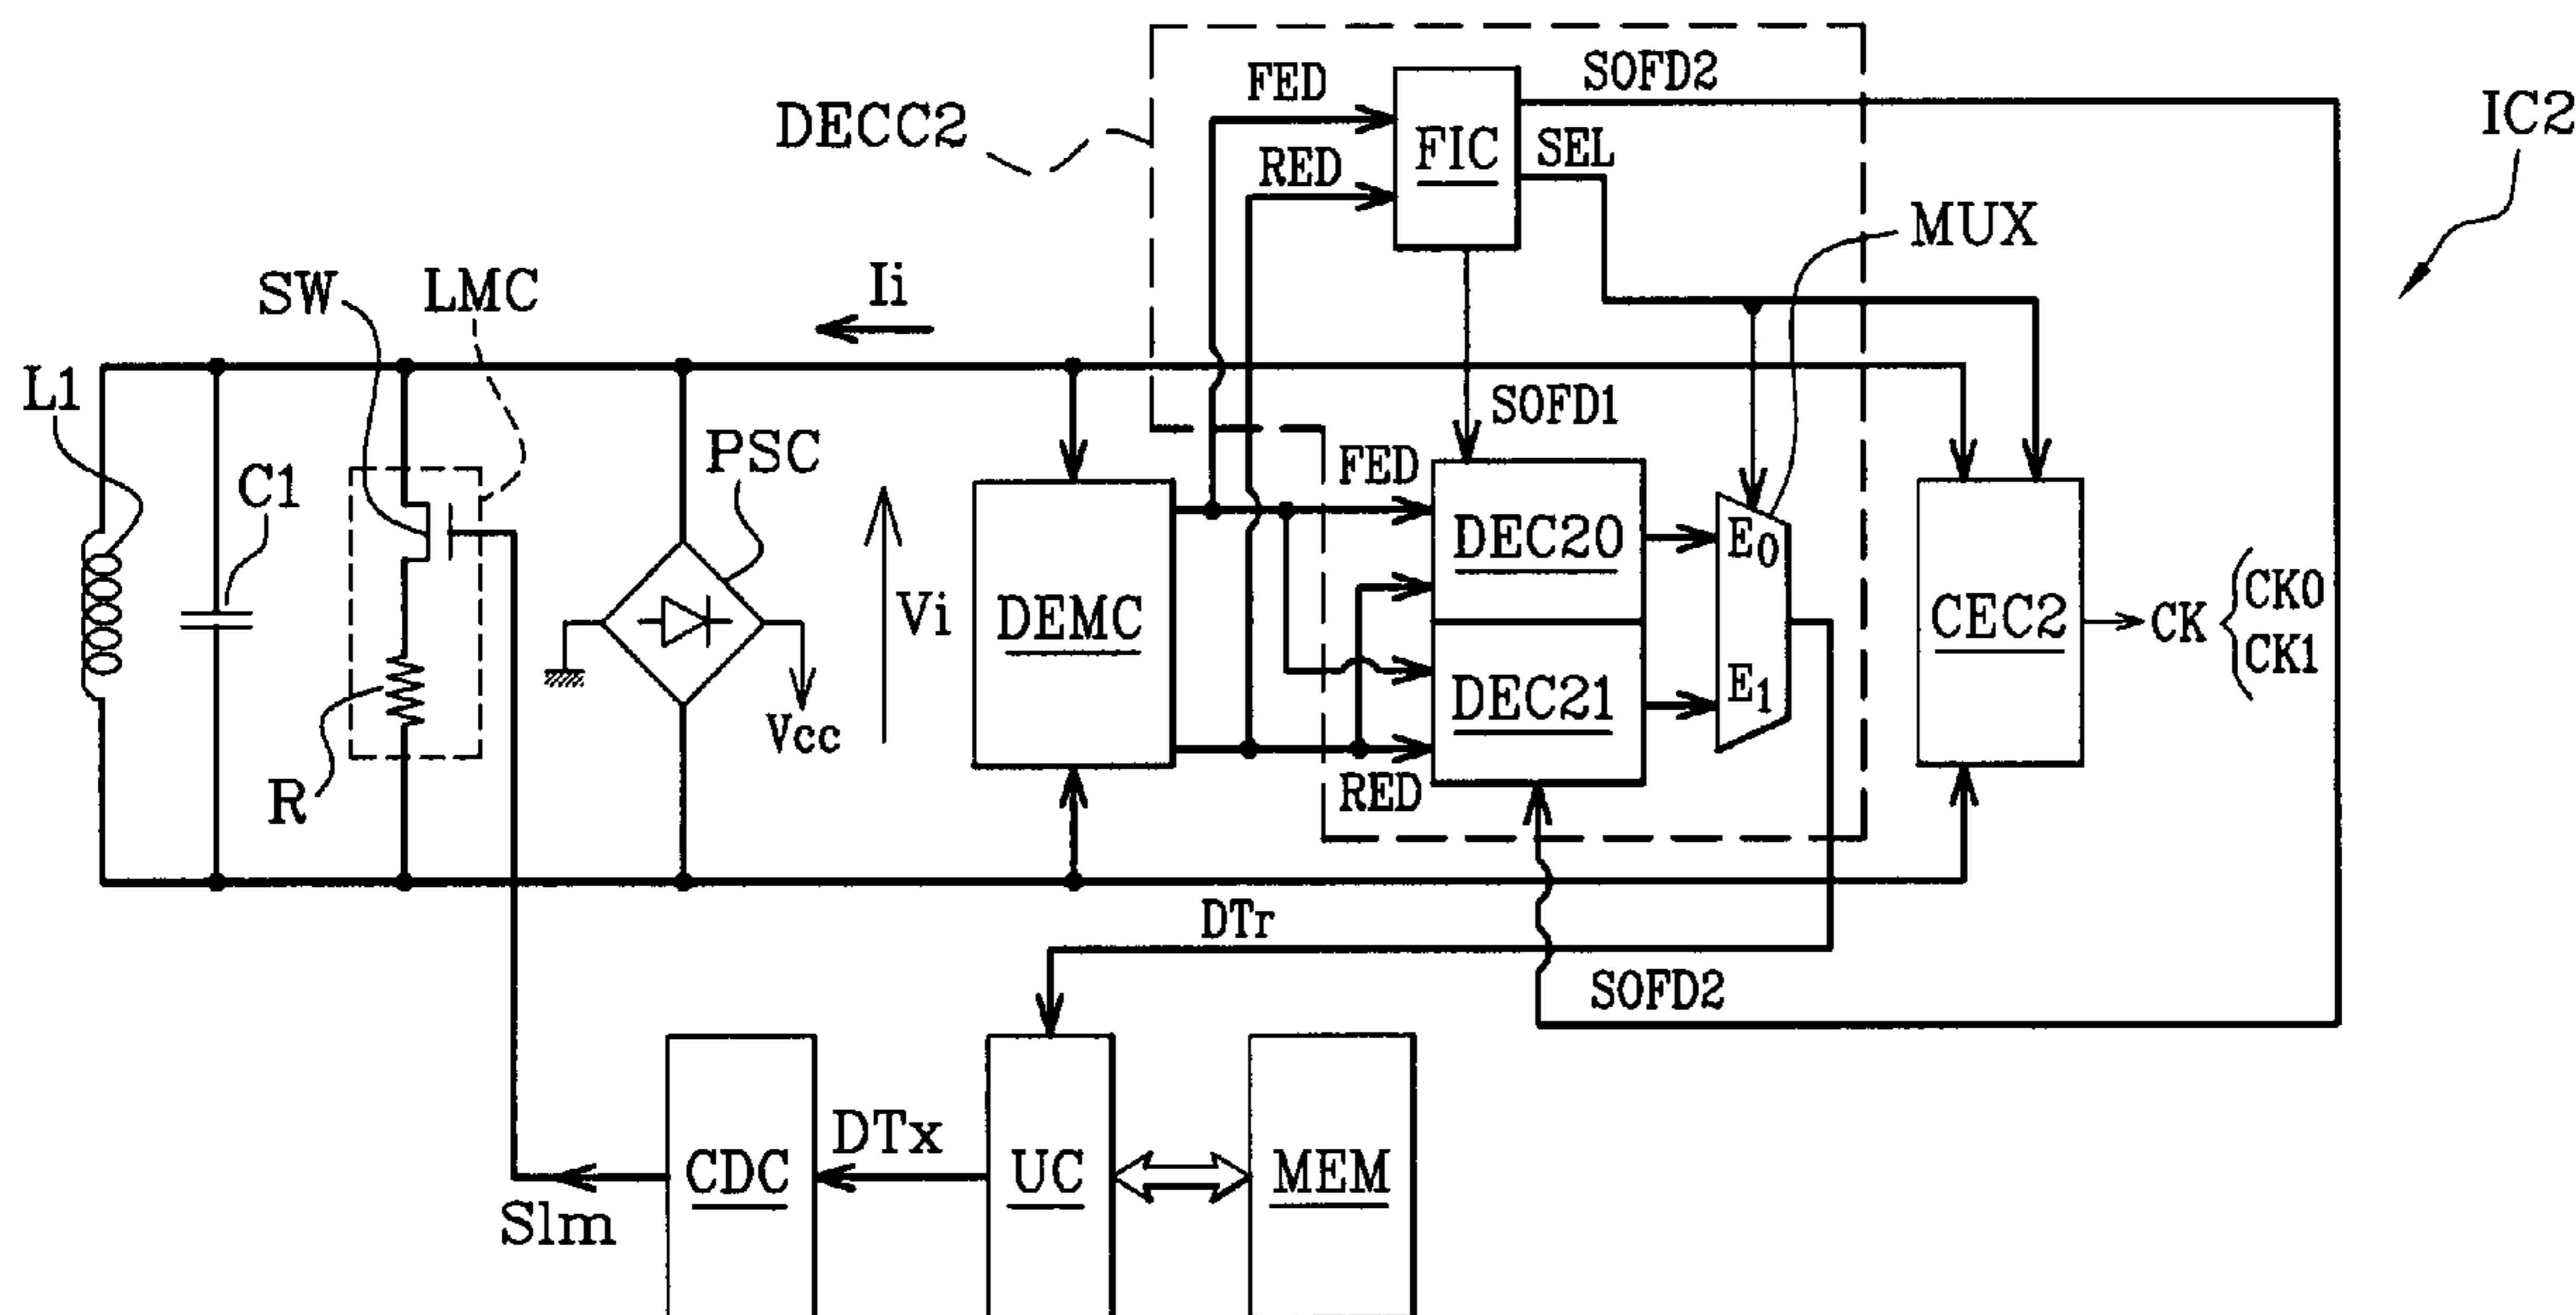 SOFD2
FED
IC2
DECC2
FIC
SEL
RED
MUX
Ii
SW
LMC
L1
SOFD1
PSC
FED
C1
DEC20
E0
Vi
DEMC
CEC2
CK
CK0
CK1
DEC21
E1
Vcc
R
RED
DTr
SOFD2
DTx
CDC
UC
MEM
Slm